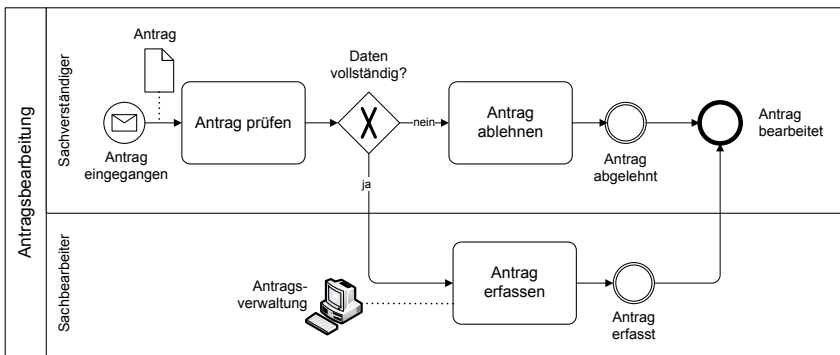 Antragsbearbeitung
Sachverständiger
Antrag
Antrag
eingegangen
Antrag prüfen
Daten
vollständig?
nein
ja
Antrag
ablehnen
Antrag
abgelehnt
Antrag
bearbeitet
Sachbearbeiter
Antrags-
verwaltung
Antrag
erfassen
Antrag
erfasst